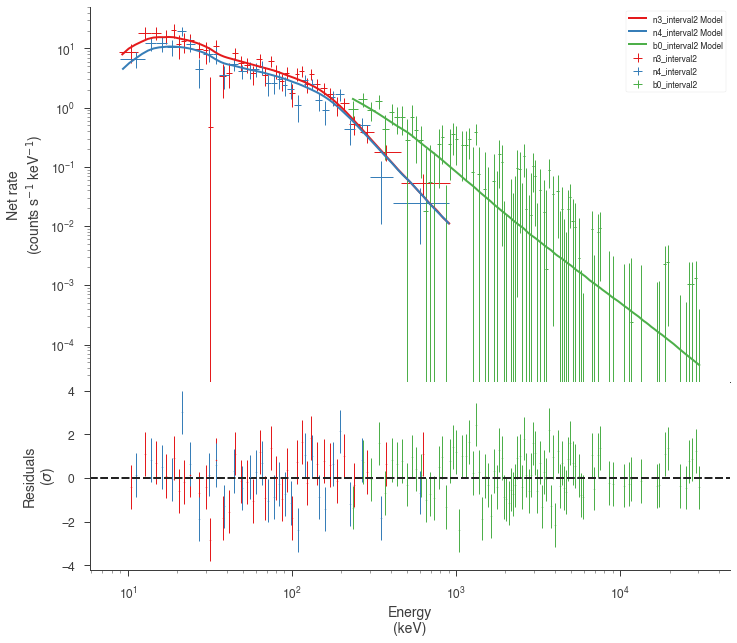 n3_interval2 Model
n4_interval2 Model
b0_interval2 Model
n3_interval2
n4_interval2
b0_interval2
10¹
10⁰
10⁻¹
10⁻²
10⁻³
10⁻⁴
Net rate
(counts s⁻¹ keV⁻¹)
4
2
0
−2
−4
Residuals
(σ)
10¹ 10² 10³ 10⁴
Energy
(keV)